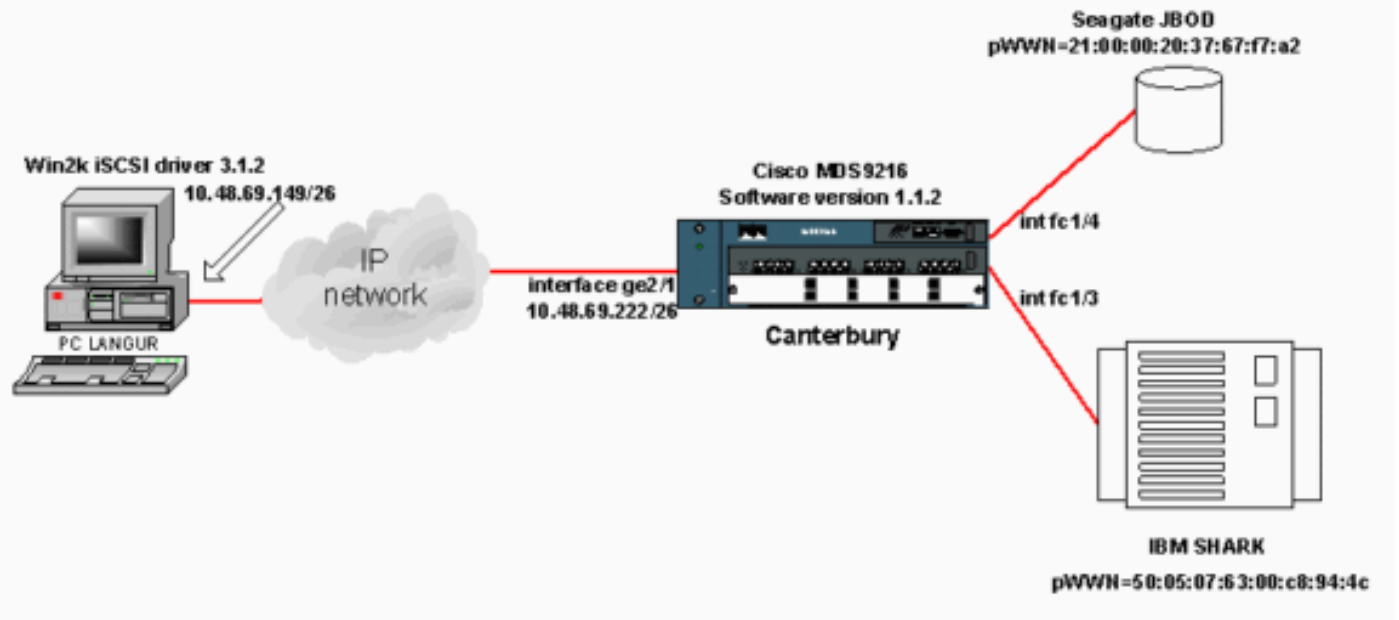 Seagate JBOD
pWWN=21:00:00:20:37:67:f7:a2
Win2k iSCSI driver 3.1.2
10.48.69.149/26
Cisco MDS9216
Software version 1.1.2
int fc1/4
IP
network
interface ge2/1
10.48.69.222/26
int fc1/3
Canterbury
PC LANGUR
IBM SHARK
pWWN=50:05:07:63:00:c8:94:4c